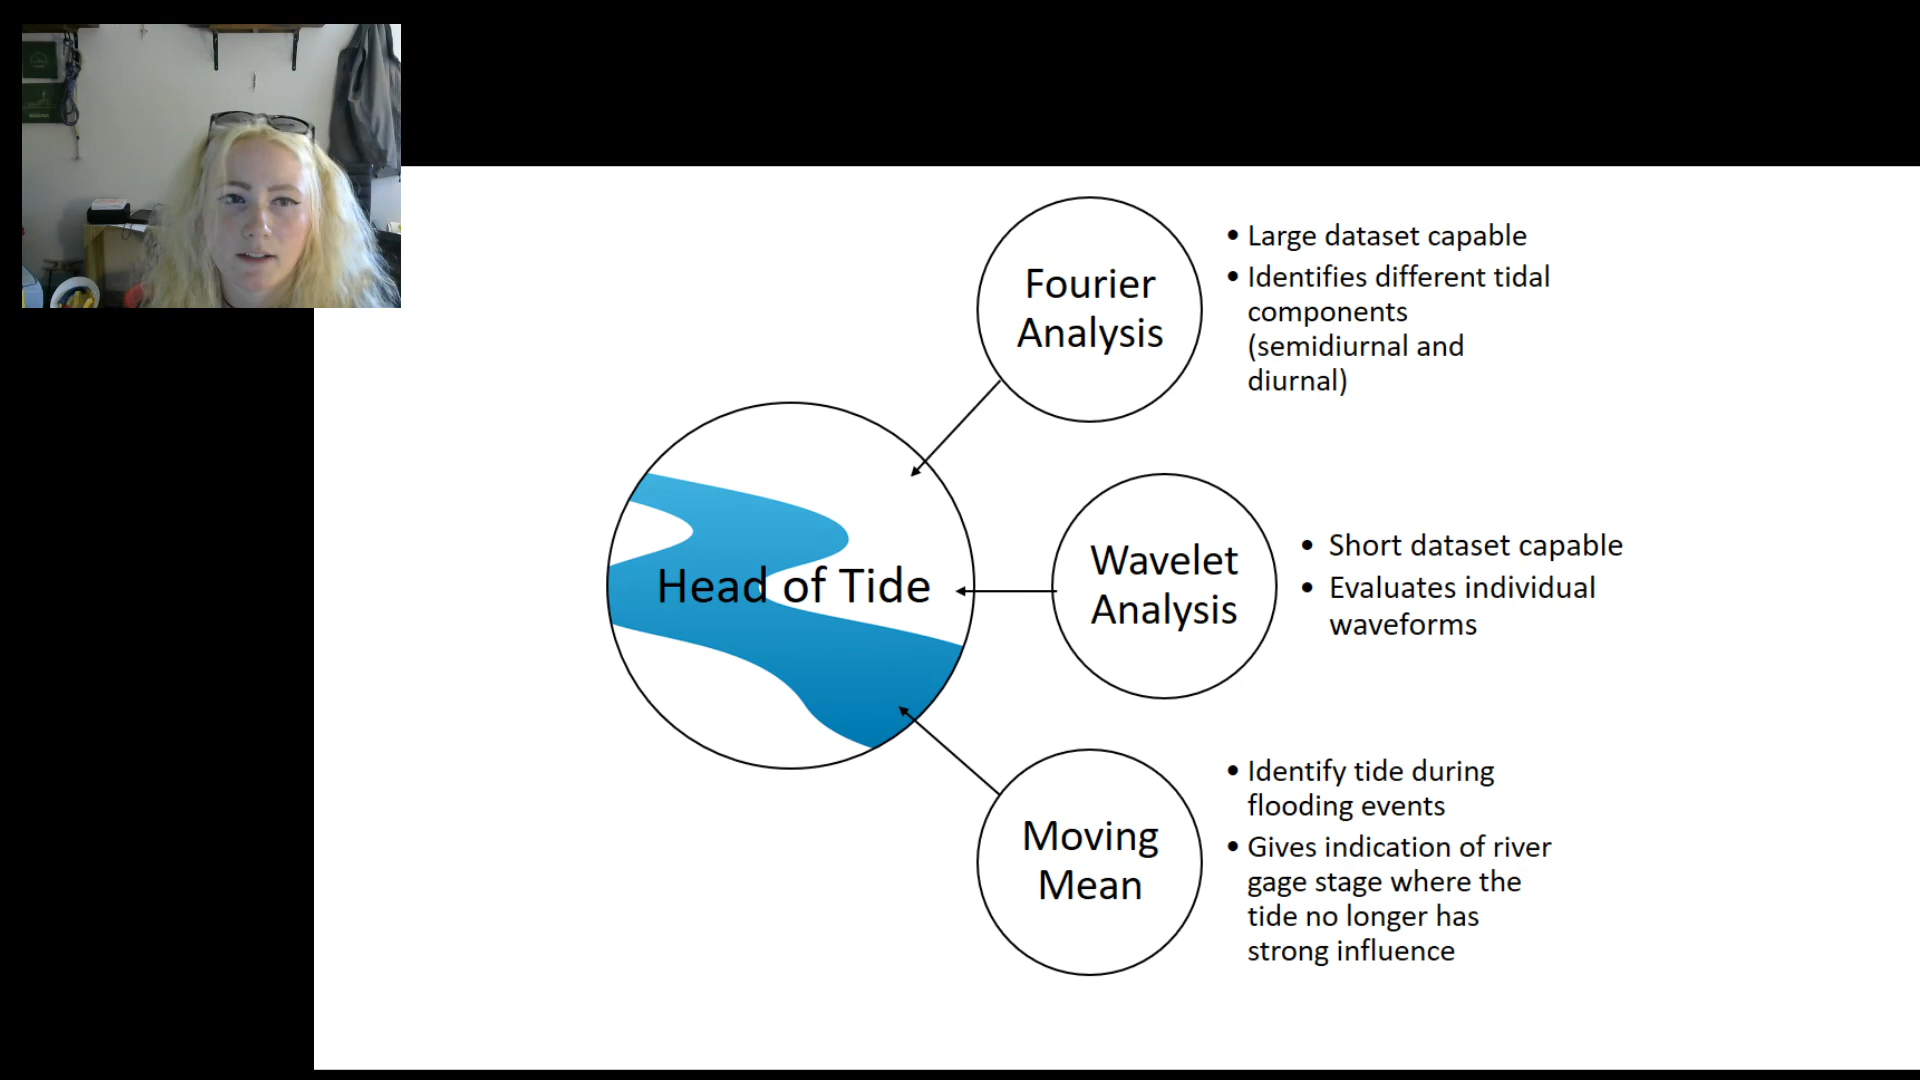 Fourier
Analysis
• Large dataset capable
• Identifies different tidal
components
(semidiurnal and
diurnal)
Head of Tide
Wavelet
Analysis
• Short dataset capable
• Evaluates individual
waveforms
Moving
Mean
• Identify tide during
flooding events
• Gives indication of river
gage stage where the
tide no longer has
strong influence